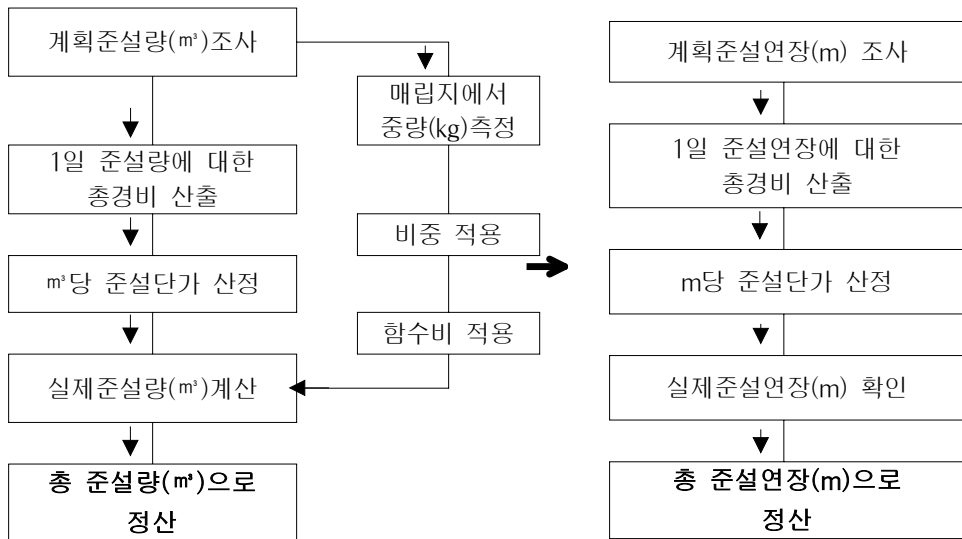 계획준설량(㎥)조사
매립지에서
중량(kg)측정
1일 준설량에 대한
총경비 산출
비중 적용
㎥당 준설단가 산정
함수비 적용
실제준설량(㎥)계산
총 준설량(㎥)으로
정산
계획준설연장(m) 조사
1일 준설연장에 대한
총경비 산출
m당 준설단가 산정
실제준설연장(m) 확인
총 준설연장(m)으로
정산